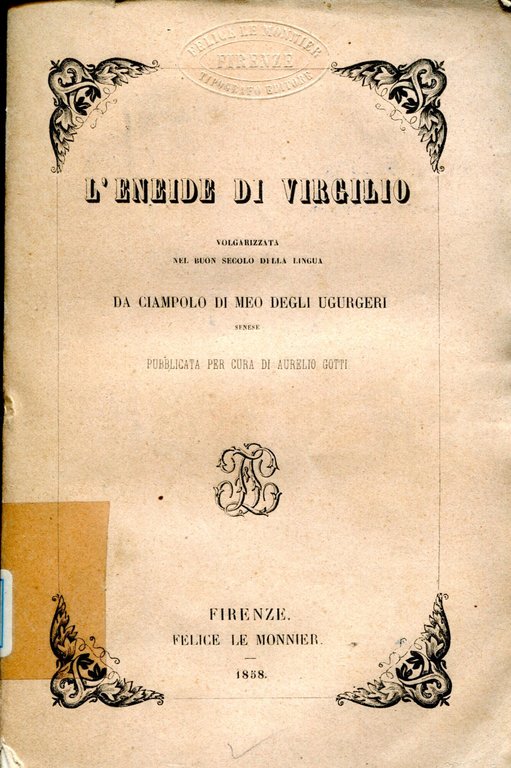 FELICE LE MONNIER
FIRENZE
TIPOGRAFO EDITORE
L'ENEIDE DI VIRGILIO
VOLGARIZZATA
NEL BUON SECOLO DELLA LINGUA
DA CIAMPOLO DI MEO DEGLI UGURGERI
SENESE
PUBBLICATA PER CURA DI AURELIO GOTTI
FIRENZE.
FELICE LE MONNIER.
1858.